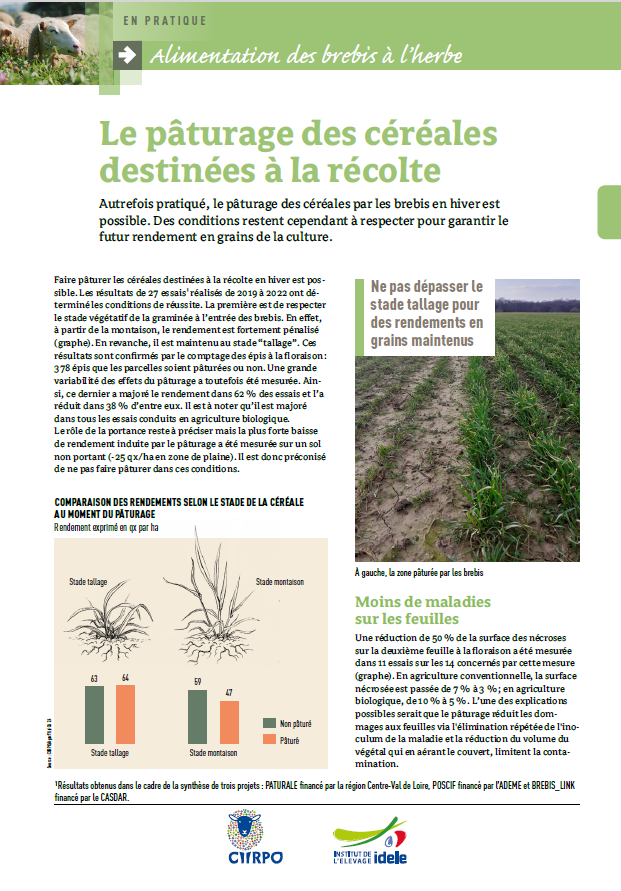 EN PRATIQUE
Alimentation des brebis à l'herbe
Le pâturage des céréales
destinées à la récolte
Autrefois pratiqué, le pâturage des céréales par les brebis en hiver est
possible. Des conditions restent cependant à respecter pour garantir le
futur rendement en grains de la culture.
Faire pâturer les céréales destinées à la récolte en hiver est pos-
sible. Les résultats de 27 essais¹ réalisés de 2019 à 2022 ont dé-
terminé les conditions de réussite. La première est de respecter
le stade végétatif de la graminée à l'entrée des brebis. En effet,
à partir de la montaison, le rendement est fortement pénalisé
(graphe). En revanche, il est maintenu au stade "tallage". Ces
résultats sont confirmés par le comptage des épis à la floraison :
378 épis que les parcelles soient pâturées ou non. Une grande
variabilité des effets du pâturage a toutefois été mesurée. Ain-
si, ce dernier a majoré le rendement dans 62 % des essais et l'a
réduit dans 38 % d'entre eux. Il est à noter qu'il est majoré
dans tous les essais conduits en agriculture biologique.
Le rôle de la portance reste à préciser mais la plus forte baisse
de rendement induite par le pâturage a été mesurée sur un sol
non portant (-25 qx/ha en zone de plaine). Il est donc préconisé
de ne pas faire pâturer dans ces conditions.
COMPARAISON DES RENDEMENTS SELON LE STADE DE LA CÉRÉALE
AU MOMENT DU PÂTURAGE
Rendement exprimé en qx par ha
Stade tallage
Stade montaison
63
64
59
47
Non pâturé
Pâturé
Stade tallage
Stade montaison
Ne pas dépasser le
stade tallage pour
des rendements en
grains maintenus
À gauche, la zone pâturée par les brebis
Moins de maladies
sur les feuilles
Une réduction de 50 % de la surface des nécroses
sur la deuxième feuille à la floraison a été mesurée
dans 11 essais sur les 14 concernés par cette mesure
(graphe). En agriculture conventionnelle, la surface
nécrosée est passée de 7 % à 3 % ; en agriculture
biologique, de 10 % à 5 %. L'une des explications
possibles serait que le pâturage réduit les dom-
mages aux feuilles via l'élimination répétée de l'ino-
culum de la maladie et la réduction du volume du
végétal qui en aérant le couvert, limitent la conta-
mination.
¹Résultats obtenus dans le cadre de la synthèse de trois projets : PATURALE financé par la région Centre-Val de Loire, POSCIF financé par l'ADEME et BREBIS_LINK
financé par le CASDAR.
CIIRPO
INSTITUT DE
L'ELEVAGE idele